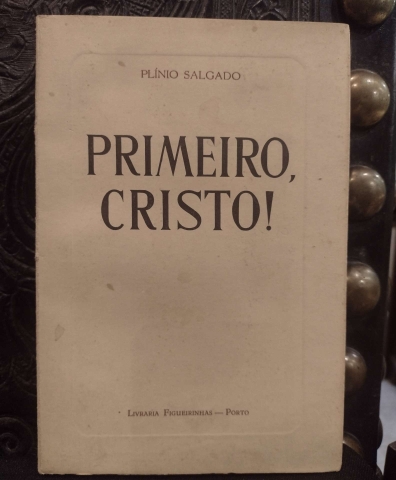 PLÍNIO SALGADO
PRIMEIRO,
CRISTO!
LIVRARIA FIGUEIRINHAS — PORTO